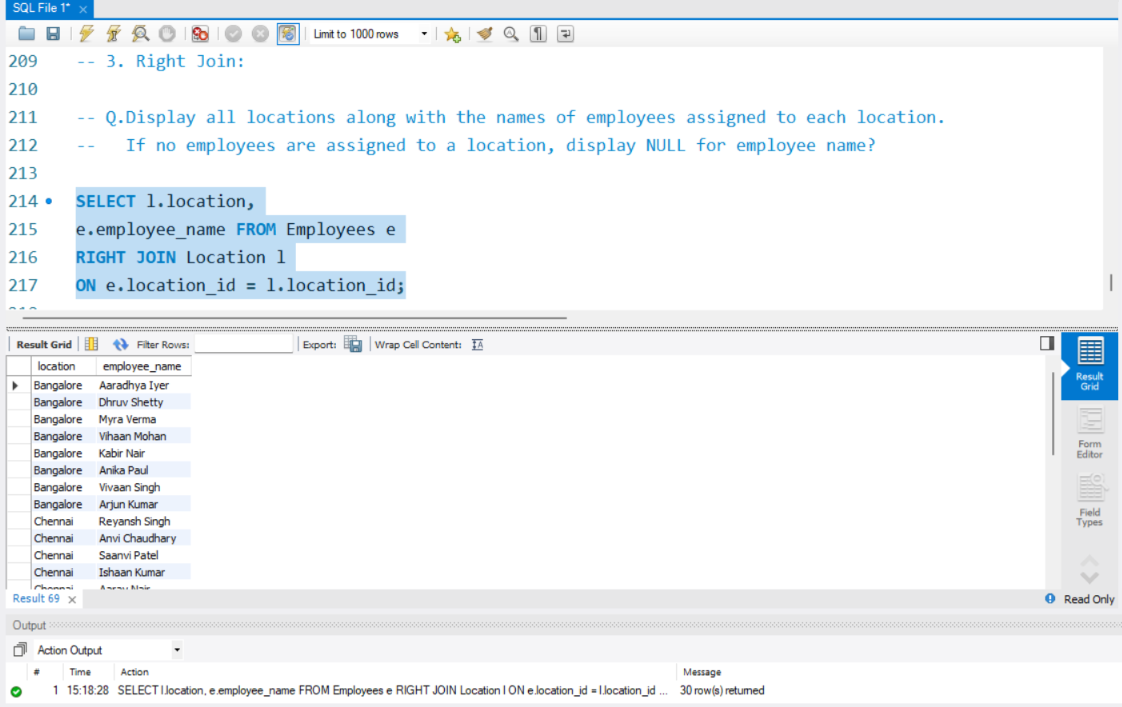 SQL File 1*
Limit to 1000 rows
209 -- 3. Right Join:
210
211 -- Q.Display all locations along with the names of employees assigned to each location.
212 -- If no employees are assigned to a location, display NULL for employee name?
213
214 SELECT l.location,
215 e.employee_name FROM Employees e
216 RIGHT JOIN Location l
217 ON e.location_id = l.location_id;
Result Grid Filter Rows: Export: Wrap Cell Content: IA
location employee_name
Bangalore Aaradhya Iyer
Bangalore Dhruv Shetty
Bangalore Myra Verma
Bangalore Vihaan Mohan
Bangalore Kabir Nair
Bangalore Anika Paul
Bangalore Vivaan Singh
Bangalore Arjun Kumar
Chennai Reyansh Singh
Chennai Anvi Chaudhary
Chennai Saanvi Patel
Chennai Ishaan Kumar
Chennai Aarav Nair
Result Grid
Form Editor
Field Types
Result 69
Read Only
Output
Action Output
# Time Action Message
1 15:18:28 SELECT l.location, e.employee_name FROM Employees e RIGHT JOIN Location l ON e.location_id = l.location_id ... 30 row(s) returned